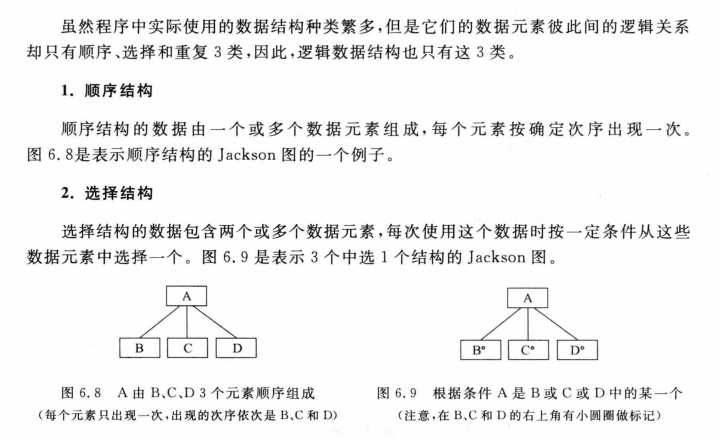 虽然程序中实际使用的数据结构种类繁多,但是它们的数据元素彼此间的逻辑关系
却只有顺序、选择和重复 3 类,因此,逻辑数据结构也只有这 3 类。
1. 顺序结构
顺序结构的数据由一个或多个数据元素组成,每个元素按确定次序出现一次。
图 6.8是表示顺序结构的 Jackson 图的一个例子。
2. 选择结构
选择结构的数据包含两个或多个数据元素,每次使用这个数据时按一定条件从这些
数据元素中选择一个。图 6.9 是表示 3 个中选 1 个结构的 Jackson 图。
A
B C D
图 6.8 A 由 B、C、D 3 个元素顺序组成
(每个元素只出现一次,出现的次序依次是 B、C 和 D)
A
B° C° D°
图 6.9 根据条件 A 是 B 或 C 或 D 中的某一个
(注意,在 B、C 和 D 的右上角有小圆圈做标记)